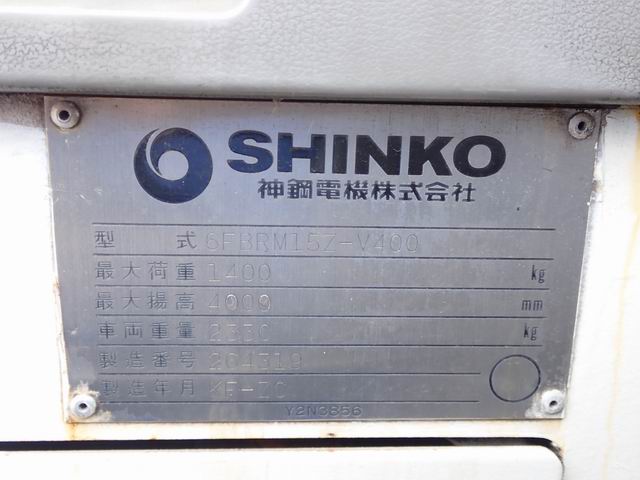 SHINKO
神鋼電機株式会社
型式 6FBRM15Z-V400
最大荷重 1400 kg
最大揚高 4000 mm
車両重量 2330 kg
製造番号 204319
製造年月
Y2N3856